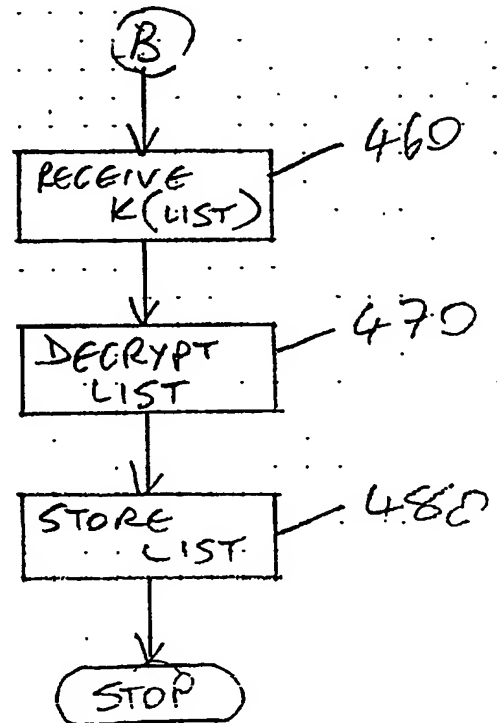 B
RECEIVE
K(LIST)
460
DECRYPT
LIST
470
STORE
LIST
480
STOP